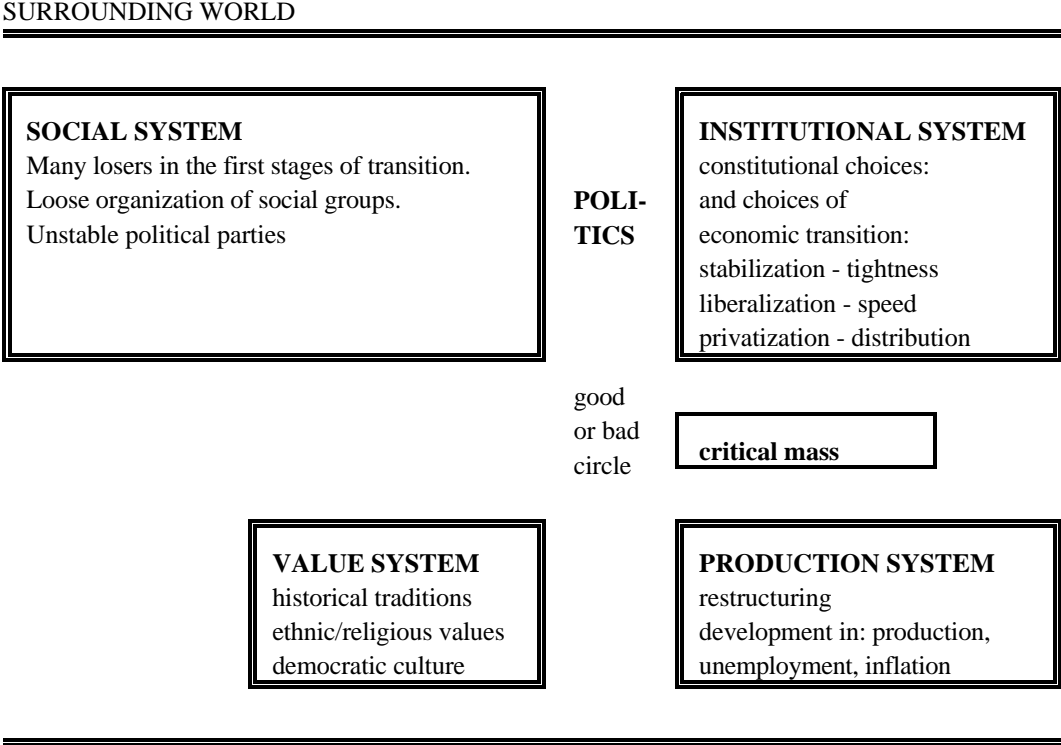 SURROUNDING WORLD
SOCIAL SYSTEM
Many losers in the first stages of transition.
Loose organization of social groups.
Unstable political parties
POLI-
TICS
INSTITUTIONAL SYSTEM
constitutional choices:
and choices of
economic transition:
stabilization - tightness
liberalization - speed
privatization - distribution
good
or bad
circle
critical mass
VALUE SYSTEM
historical traditions
ethnic/religious values
democratic culture
PRODUCTION SYSTEM
restructuring
development in: production,
unemployment, inflation